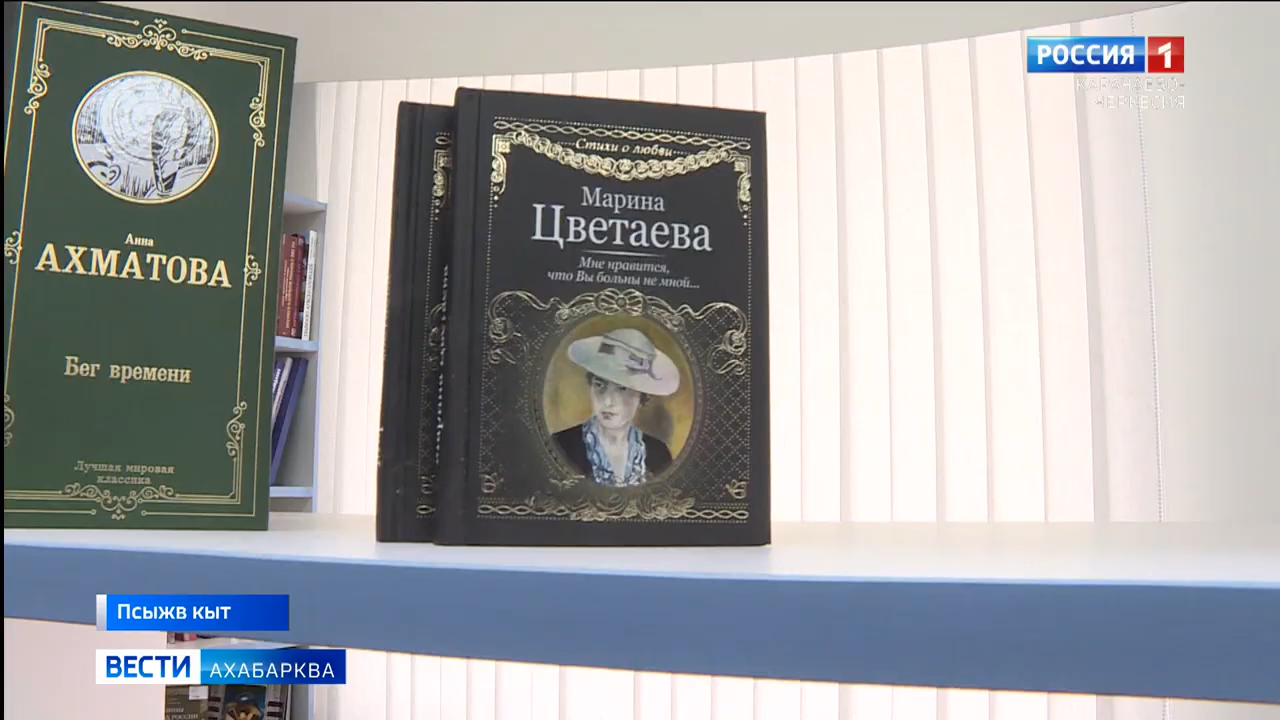 Анна
АХМАТОВА
Бег времени
Лучшая мировая
классика
Стихи о любви
Марина
Цветаева
Мне нравится,
что Вы больны не мной...
РОССИЯ 1
КАРАЧАЕВО-
ЧЕРКЕСИЯ
Псыжв кыт
ВЕСТИ АХАБАРКВА